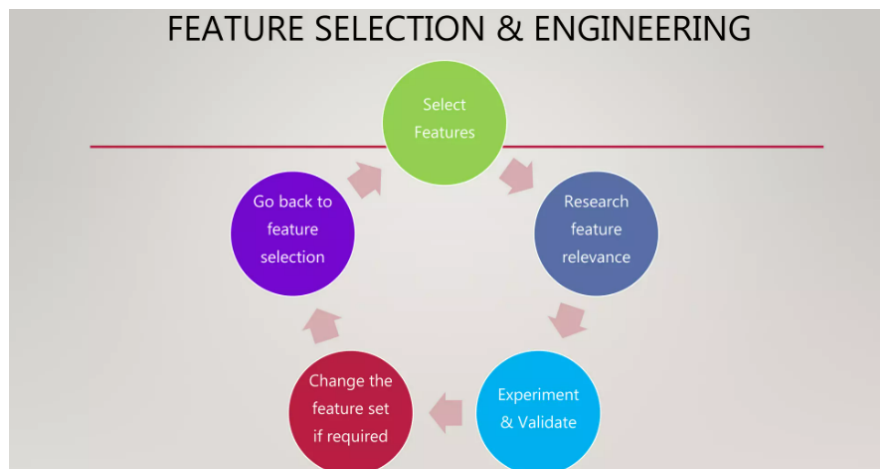 FEATURE SELECTION & ENGINEERING
Select
Features
Research
feature
relevance
Experiment
& Validate
Change the
feature set
if required
Go back to
feature
selection